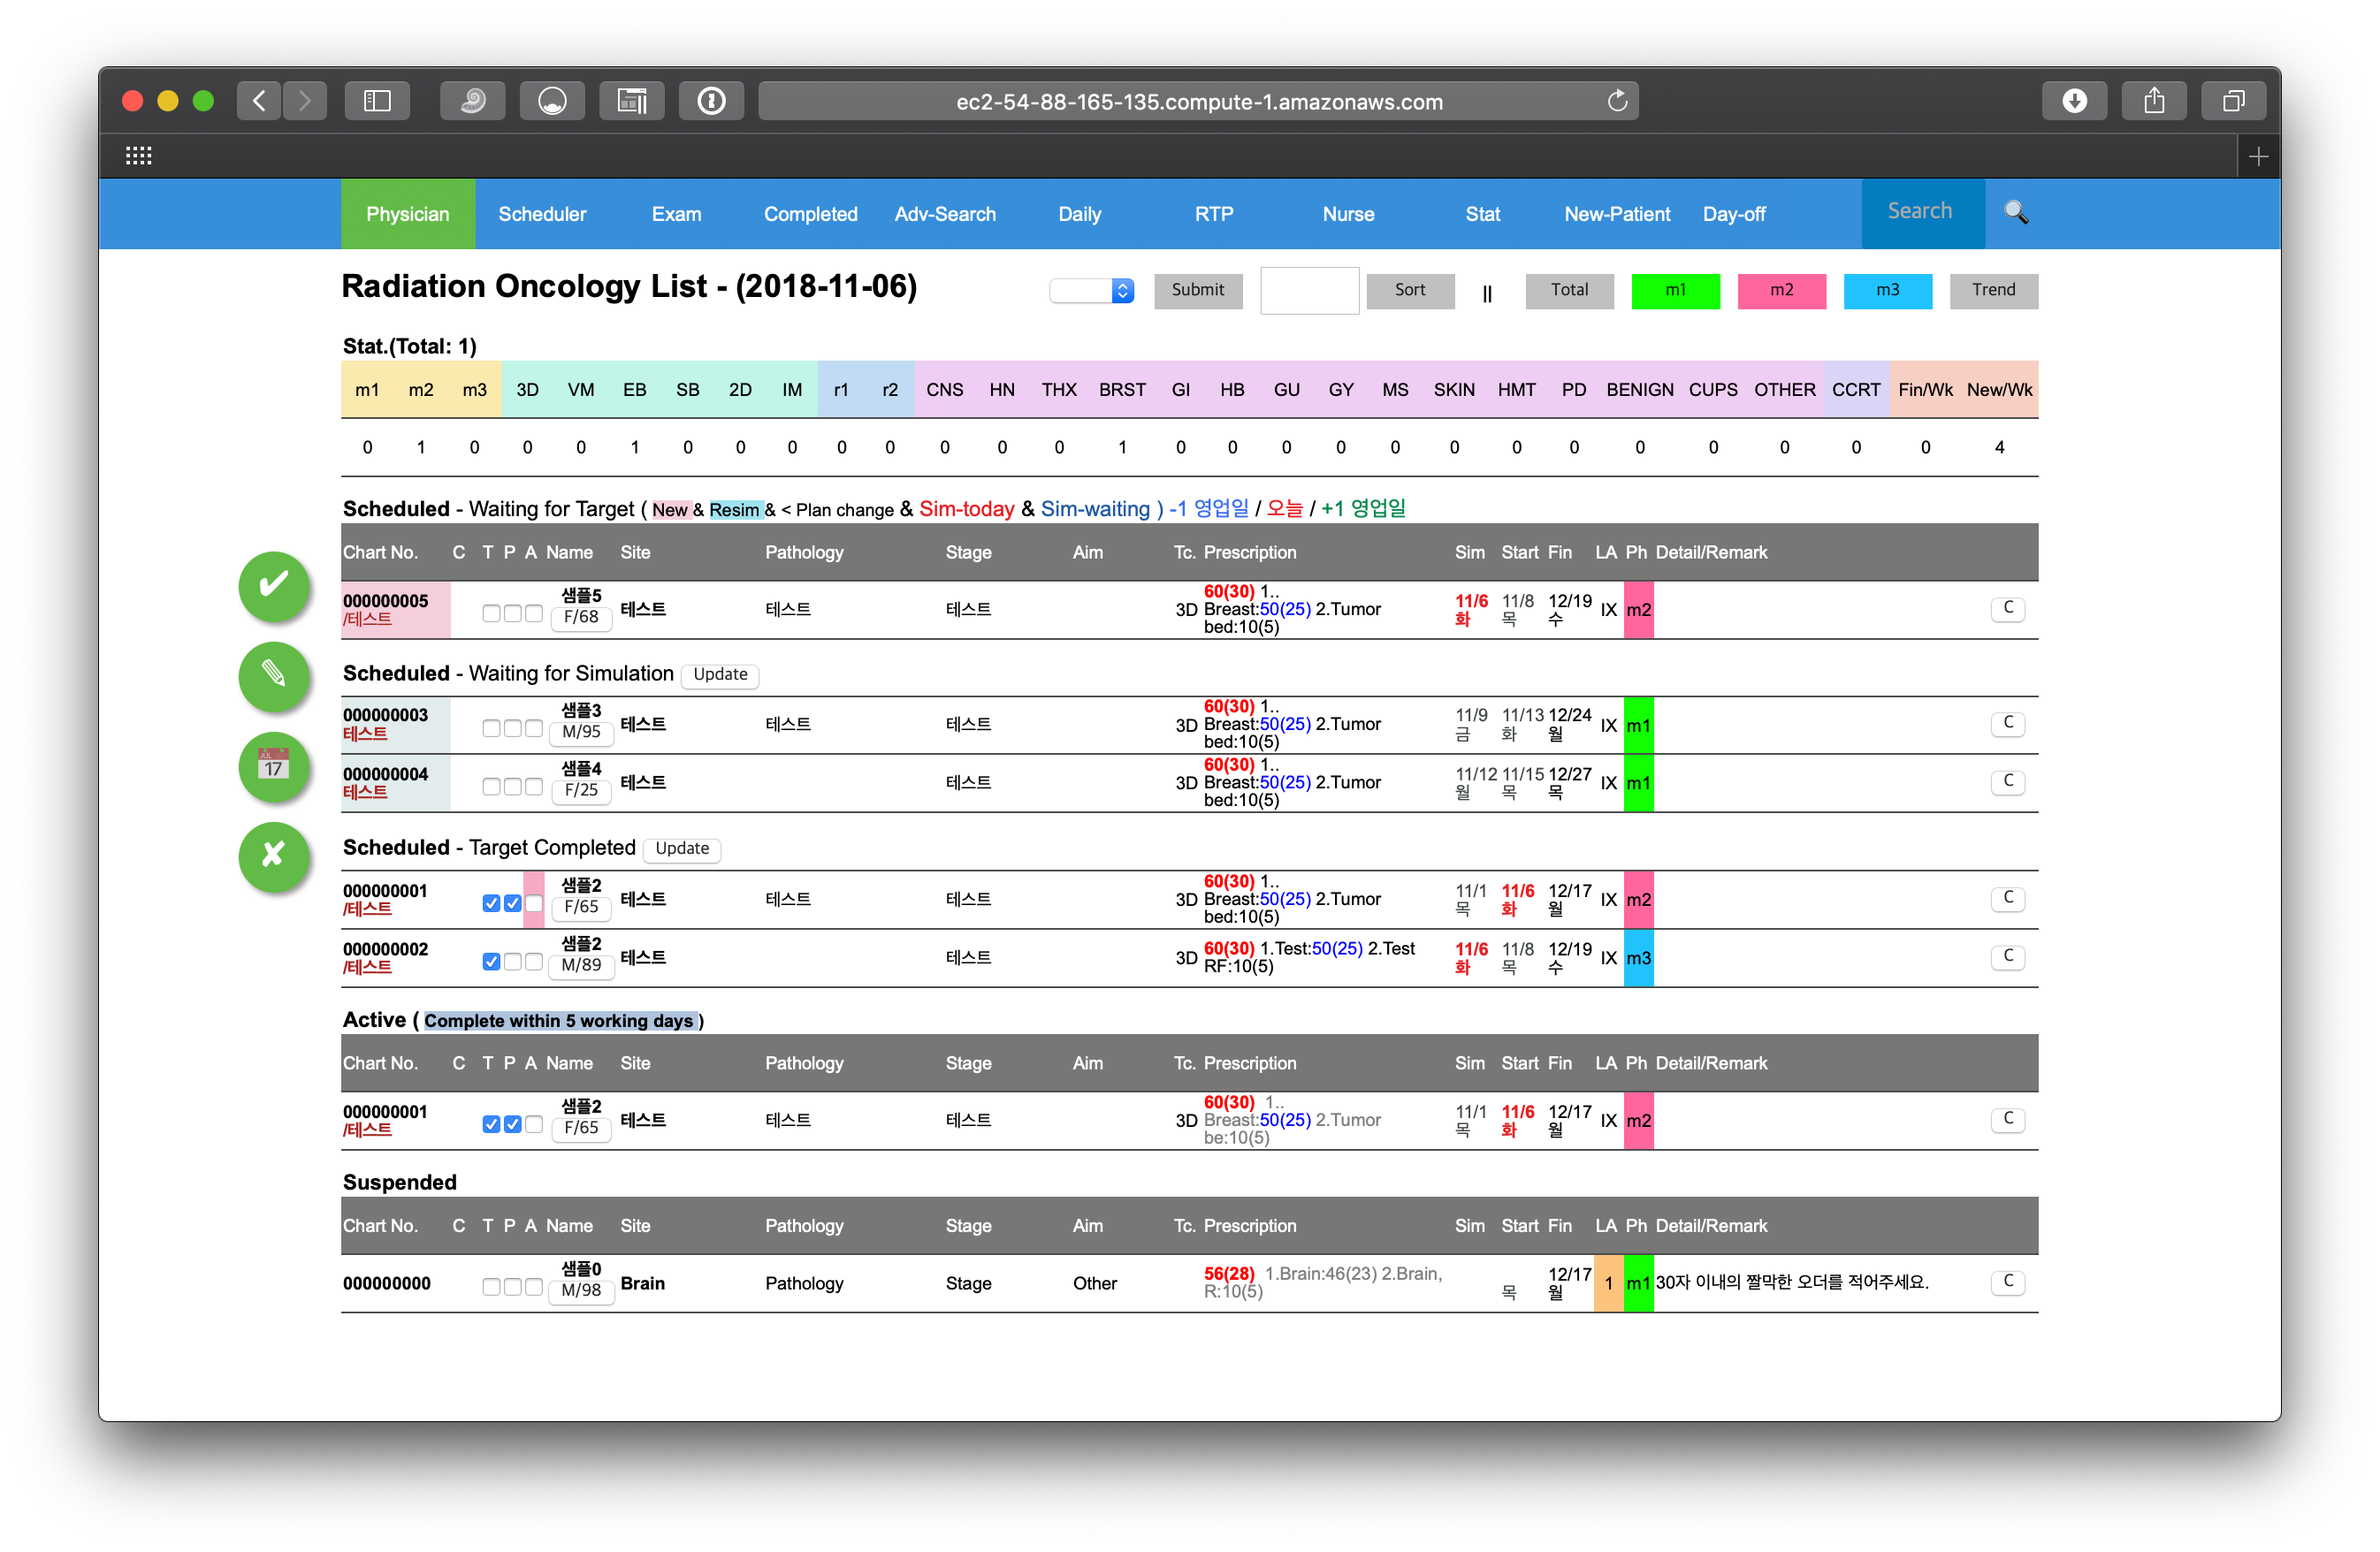 ec2-54-88-165-135.compute-1.amazonaws.com
Physician Scheduler Exam Completed Adv-Search Daily RTP Nurse Stat New-Patient Day-off Search
Radiation Oncology List - (2018-11-06) Submit Sort || Total m1 m2 m3 Trend
Stat.(Total: 1)
m1 m2 m3 3D VM EB SB 2D IM r1 r2 CNS HN THX BRST GI HB GU GY MS SKIN HMT PD BENIGN CUPS OTHER CCRT Fin/Wk New/Wk
0 1 0 0 0 1 0 0 0 0 0 0 0 0 1 0 0 0 0 0 0 0 0 0 0 0 0 0 4
Scheduled - Waiting for Target ( New & Resim & < Plan change & Sim-today & Sim-waiting ) -1 영업일 / 오늘 / +1 영업일
Chart No. C T P A Name Site Pathology Stage Aim Tc. Prescription Sim Start Fin LA Ph Detail/Remark
000000005 샘플5 테스트 테스트 테스트 3D 60(30) 1.. 11/6 11/8 12/19 IX m2 C
/테스트 F/68 Breast:50(25) 2.Tumor 화 목 수
bed:10(5)
Scheduled - Waiting for Simulation Update
000000003 샘플3 테스트 테스트 테스트 3D 60(30) 1.. 11/9 11/13 12/24 IX m1 C
테스트 M/95 Breast:50(25) 2.Tumor 금 화 월
bed:10(5)
000000004 샘플4 테스트 테스트 3D 60(30) 1.. 11/12 11/15 12/27 IX m1 C
테스트 F/25 Breast:50(25) 2.Tumor 월 목 목
bed:10(5)
Scheduled - Target Completed Update
000000001 샘플2 테스트 테스트 테스트 3D 60(30) 1.. 11/1 11/6 12/17 IX m2 C
/테스트 F/65 Breast:50(25) 2.Tumor 목 화 월
bed:10(5)
000000002 샘플2 테스트 테스트 3D 60(30) 1.Test:50(25) 2.Test 11/6 11/8 12/19 IX m3 C
/테스트 M/89 RF:10(5) 화 목 수
Active ( Complete within 5 working days )
Chart No. C T P A Name Site Pathology Stage Aim Tc. Prescription Sim Start Fin LA Ph Detail/Remark
000000001 샘플2 테스트 테스트 테스트 3D 60(30) 1.. 11/1 11/6 12/17 IX m2 C
/테스트 F/65 Breast:50(25) 2.Tumor 목 화 월
be:10(5)
Suspended
Chart No. C T P A Name Site Pathology Stage Aim Tc. Prescription Sim Start Fin LA Ph Detail/Remark
000000000 샘플0 Brain Pathology Stage Other 56(28) 1.Brain:46(23) 2.Brain, 12/17 1 m1 30자 이내의 짤막한 오더를 적어주세요. C
M/98 R:10(5) 목 월
JUL
17